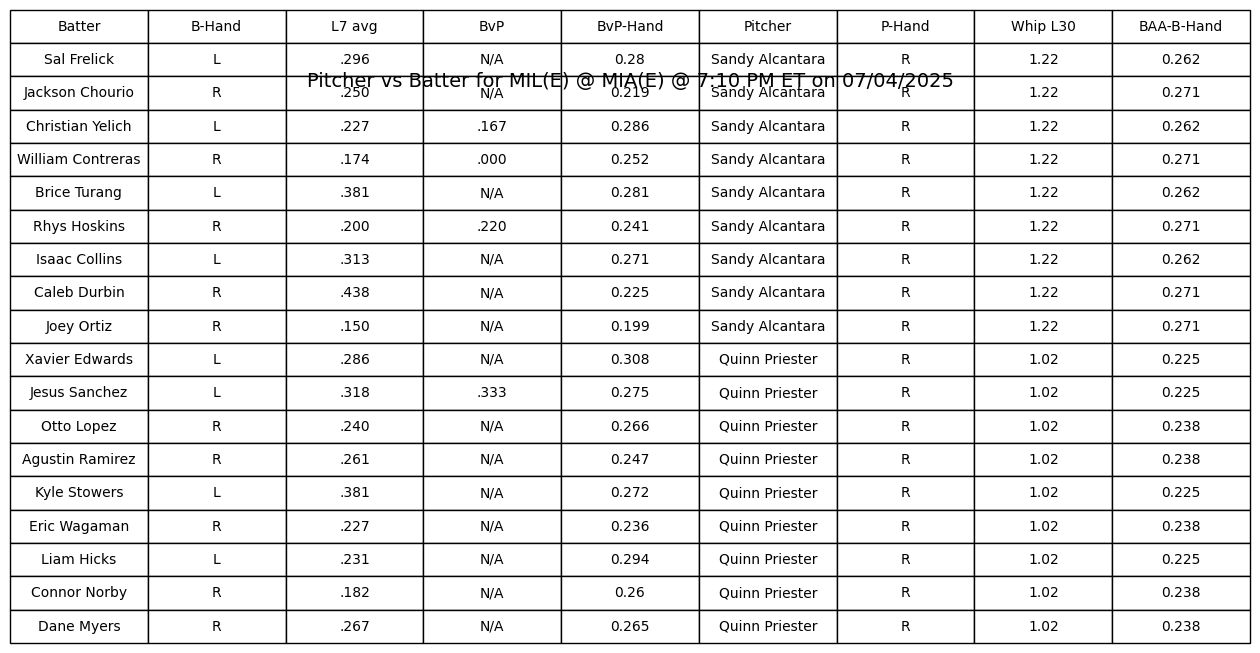 Batter B-Hand L7 avg BvP BvP-Hand Pitcher P-Hand Whip L30 BAA-B-Hand
Sal Frelick L .296 N/A 0.28 Sandy Alcantara R 1.22 0.262
Pitcher vs Batter for MIL(E) @ MIA(E) @ 7:10 PM ET on 07/04/2025
Jackson Chourio R .250 N/A 0.219 Sandy Alcantara R 1.22 0.271
Christian Yelich L .227 .167 0.286 Sandy Alcantara R 1.22 0.262
William Contreras R .174 .000 0.252 Sandy Alcantara R 1.22 0.271
Brice Turang L .381 N/A 0.281 Sandy Alcantara R 1.22 0.262
Rhys Hoskins R .200 .220 0.241 Sandy Alcantara R 1.22 0.271
Isaac Collins L .313 N/A 0.271 Sandy Alcantara R 1.22 0.262
Caleb Durbin R .438 N/A 0.225 Sandy Alcantara R 1.22 0.271
Joey Ortiz R .150 N/A 0.199 Sandy Alcantara R 1.22 0.271
Xavier Edwards L .286 N/A 0.308 Quinn Priester R 1.02 0.225
Jesus Sanchez L .318 .333 0.275 Quinn Priester R 1.02 0.225
Otto Lopez R .240 N/A 0.266 Quinn Priester R 1.02 0.238
Agustin Ramirez R .261 N/A 0.247 Quinn Priester R 1.02 0.238
Kyle Stowers L .381 N/A 0.272 Quinn Priester R 1.02 0.225
Eric Wagaman R .227 N/A 0.236 Quinn Priester R 1.02 0.238
Liam Hicks L .231 N/A 0.294 Quinn Priester R 1.02 0.225
Connor Norby R .182 N/A 0.26 Quinn Priester R 1.02 0.238
Dane Myers R .267 N/A 0.265 Quinn Priester R 1.02 0.238